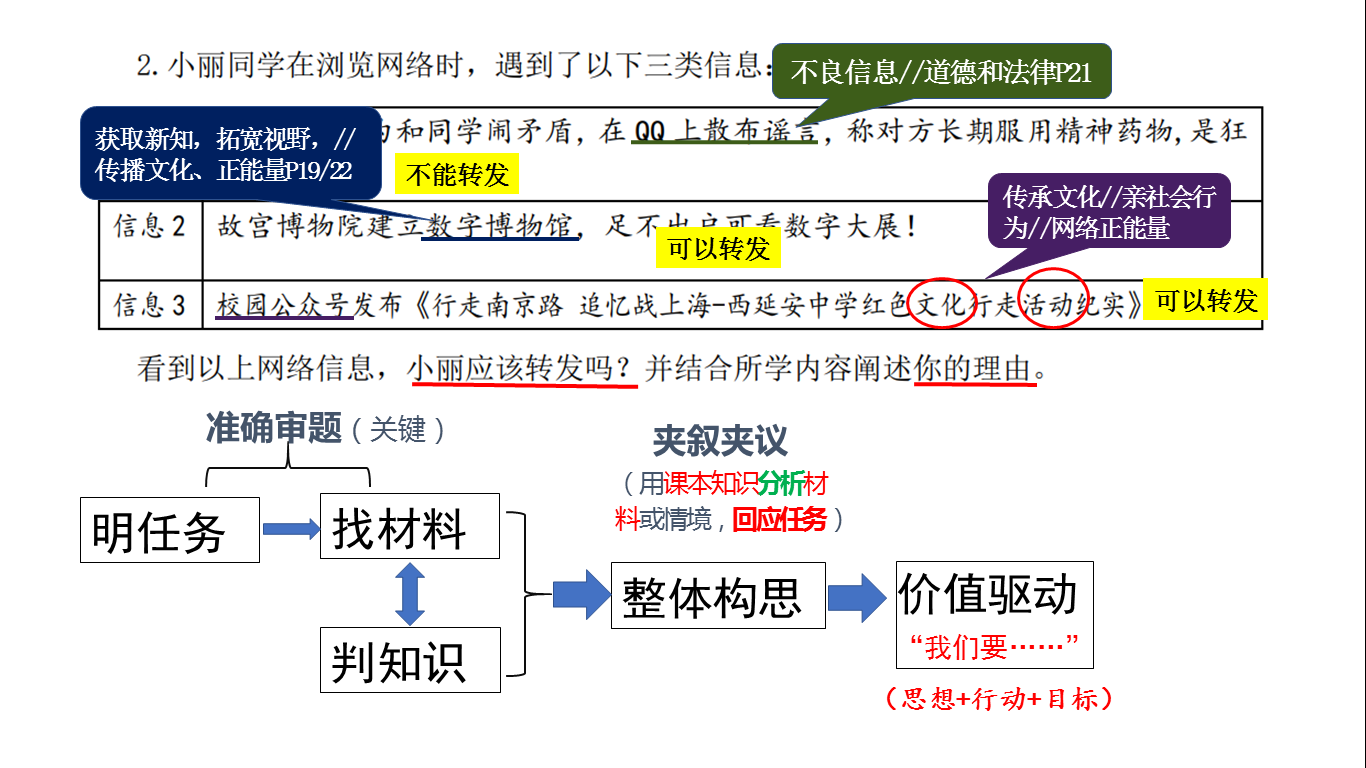 2.小丽同学在浏览网络时，遇到了以下三类信息:
不良信息//道德和法律P21
获取新知，拓宽视野，//
传播文化、正能量P19/22
和同学闹矛盾，在QQ上散布谣言，称对方长期服用精神药物,是狂
不能转发
信息2 故宫博物院建立数字博物馆，足不出户可看数字大展！
可以转发
传承文化//亲社会行
为//网络正能量
信息3 校园公众号发布《行走南京路 追忆战上海-西延安中学红色文化行走活动纪实》
可以转发
看到以上网络信息，小丽应该转发吗？并结合所学内容阐述你的理由。
准确审题（关键）
明任务
找材料
判知识
夹叙夹议
（用课本知识分析材
料或情境，回应任务）
整体构思
价值驱动
“我们要……”
（思想+行动+目标）